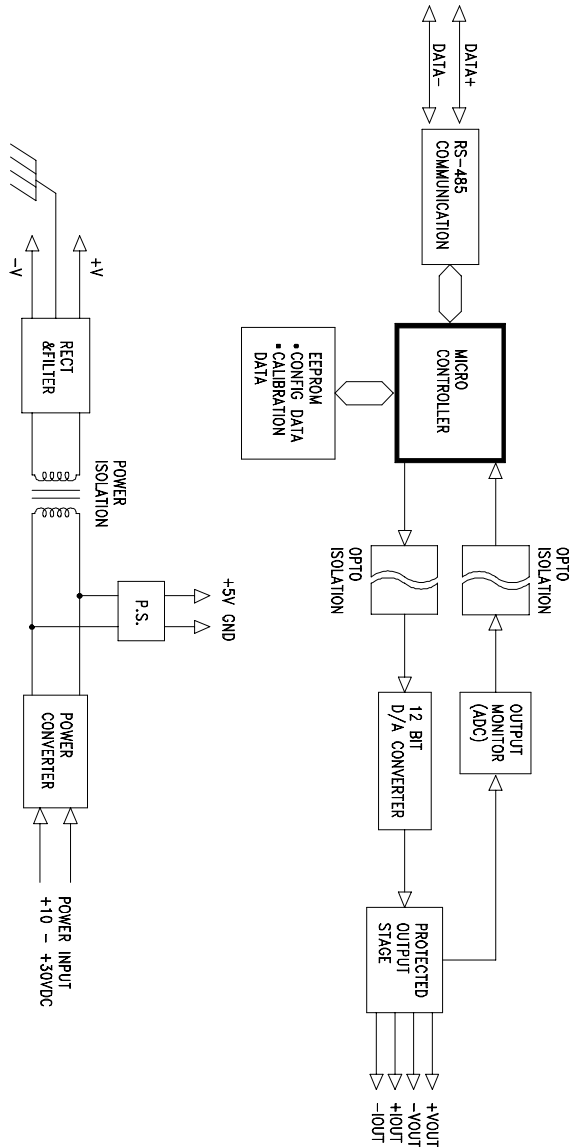 DATA+
DATA-
RS-485
COMMUNICATION
MICRO
CONTROLLER
EEPROM
• CONFIG DATA
• CALIBRATION
DATA
OPTO
ISOLATION
OPTO
ISOLATION
OUTPUT
MONITOR
(ADC)
12 BIT
D/A CONVERTER
PROTECTED
OUTPUT
STAGE
+VOUT
-VOUT
+IOUT
-IOUT
+V
-V
RECT
&FILTER
POWER
ISOLATION
+5V GND
P.S.
POWER
CONVERTER
POWER INPUT
+10 - +30VDC